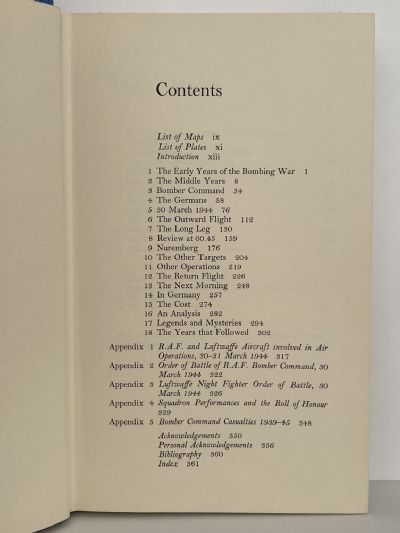 Contents
List of Maps ix
List of Plates xi
Introduction xiii
1 The Early Years of the Bombing War 1
2 The Middle Years 8
3 Bomber Command 34
4 The Germans 58
5 30 March 1944 76
6 The Outward Flight 112
7 The Long Leg 130
8 Review at 00.45 159
9 Nuremberg 176
10 The Other Targets 204
11 Other Operations 219
12 The Return Flight 226
13 The Next Morning 248
14 In Germany 257
15 The Cost 274
16 An Analysis 282
17 Legends and Mysteries 294
18 The Years that Followed 302
Appendix 1 R.A.F. and Luftwaffe Aircraft involved in Air
Operations, 30–31 March 1944 317
Appendix 2 Order of Battle of R.A.F. Bomber Command, 30
March 1944 322
Appendix 3 Luftwaffe Night Fighter Order of Battle, 30
March 1944 326
Appendix 4 Squadron Performances and the Roll of Honour
329
Appendix 5 Bomber Command Casualties 1939–45 348
Acknowledgements 350
Personal Acknowledgements 356
Bibliography 360
Index 361